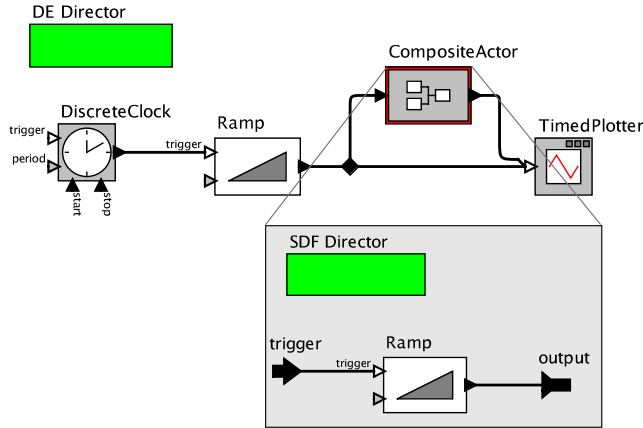 DE Director
CompositeActor
DiscreteClock
Ramp
TimedPlotter
trigger
trigger
period
start
stop
SDF Director
trigger
Ramp
output
trigger